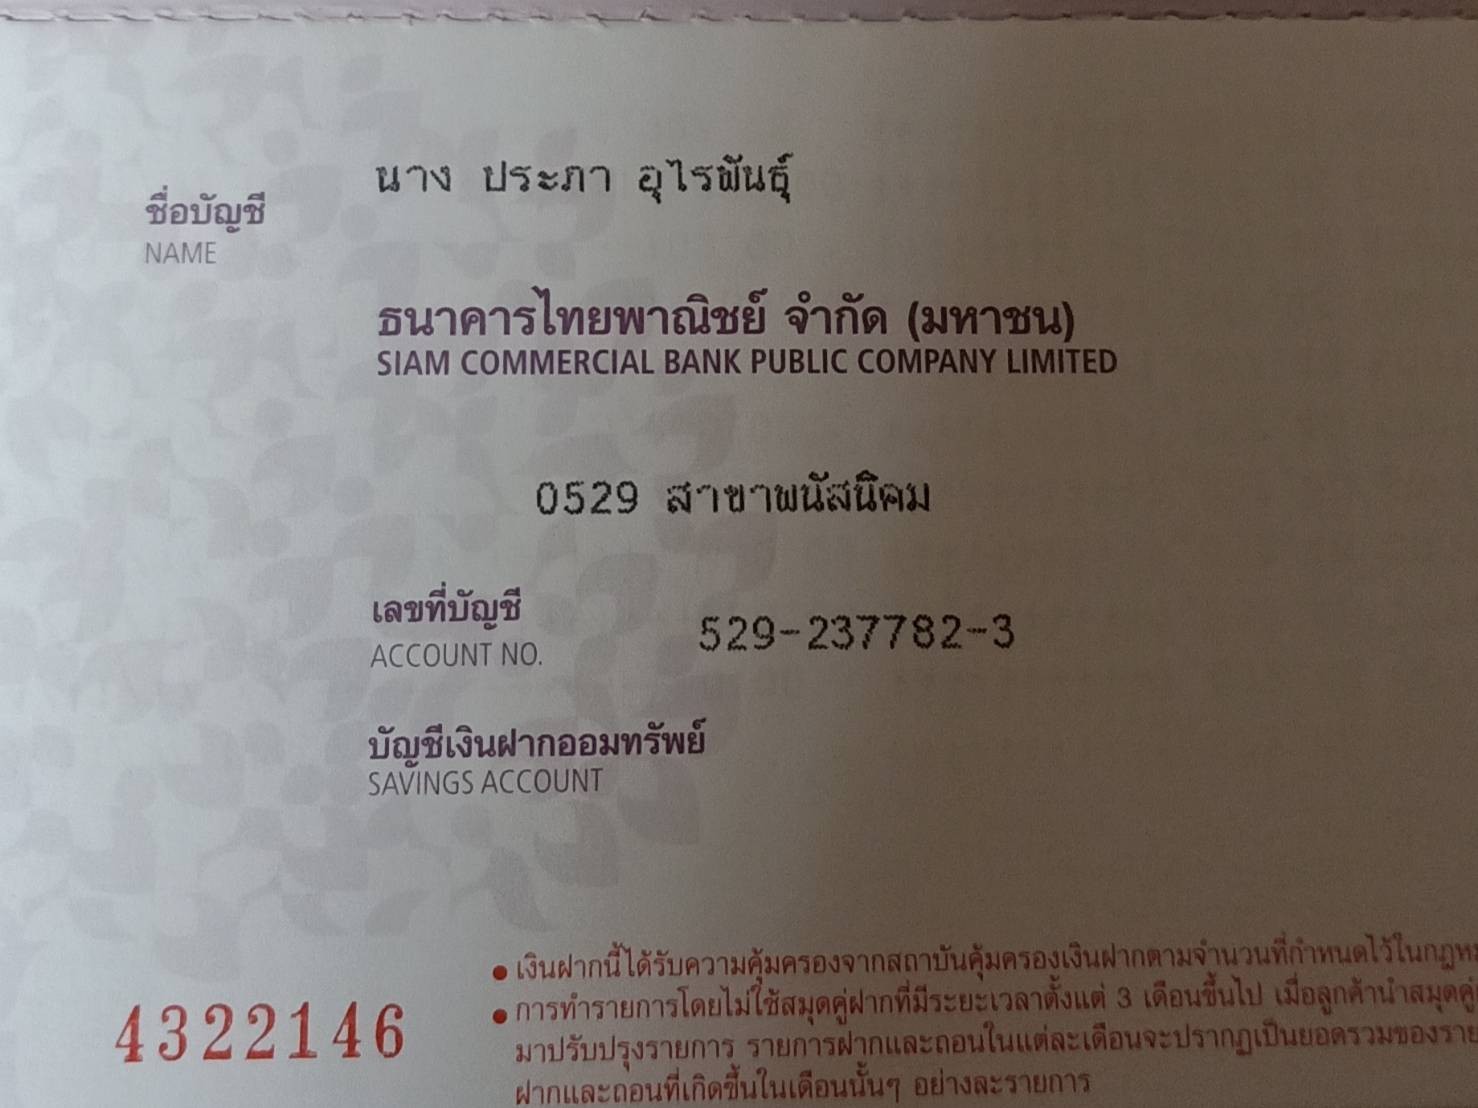 นาง ประภา อุไรพันธุ์
ชื่อบัญชี
NAME
ธนาคารไทยพาณิชย์ จำกัด (มหาชน)
SIAM COMMERCIAL BANK PUBLIC COMPANY LIMITED
0529 สาขาพนัสนิคม
เลขที่บัญชี
ACCOUNT NO.
529-237782-3
บัญชีเงินฝากออมทรัพย์
SAVINGS ACCOUNT
4322146
• เงินฝากนี้ได้รับความคุ้มครองจากสถาบันคุ้มครองเงินฝากตามจำนวนที่กำหนดไว้ในกฎห
• การทำรายการโดยไม่ใช้สมุดคู่ฝากที่มีระยะเวลาตั้งแต่ 3 เดือนขึ้นไป เมื่อลูกค้านำสมุดคู่
มาปรับปรุงรายการ รายการฝากและถอนในแต่ละเดือนจะปรากฏเป็นยอดรวมของราย
ฝากและถอนที่เกิดขึ้นในเดือนนั้นๆ อย่างละรายการ